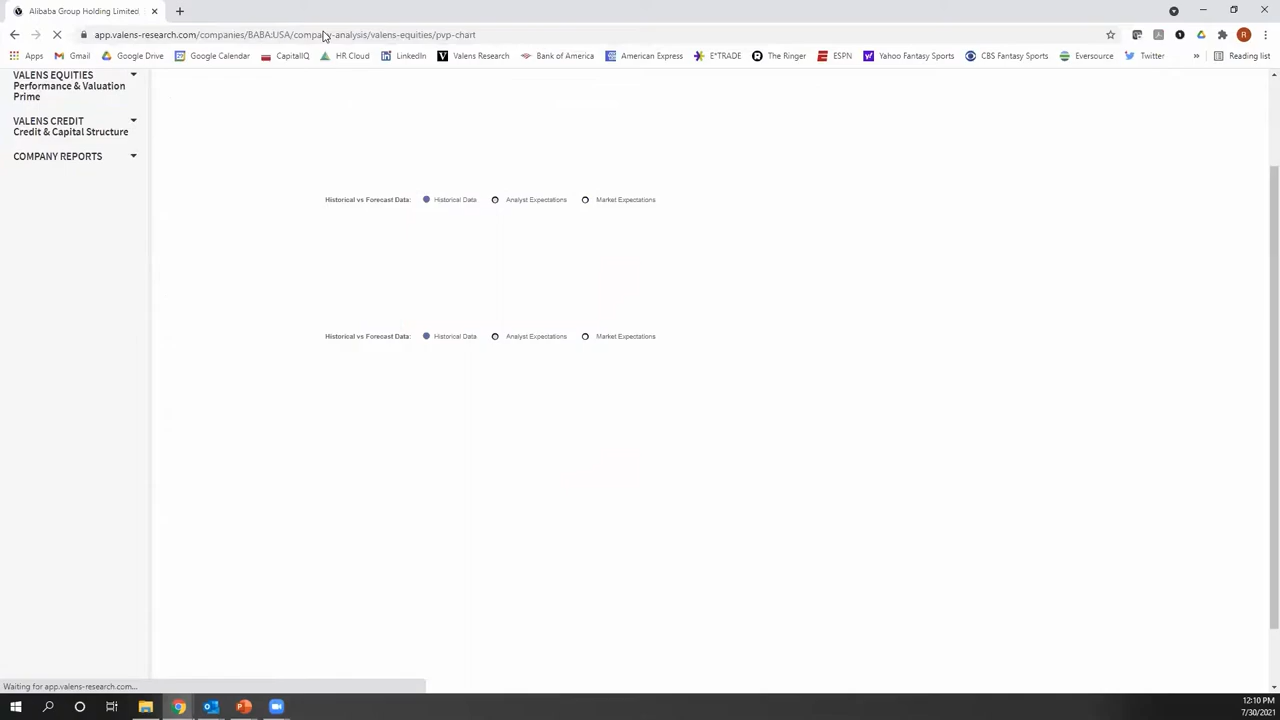 Alibaba Group Holding Limited
app.valens-research.com/companies/BABA:USA/company-analysis/valens-equities/pvp-chart
Apps Gmail Google Drive Google Calendar CapitalIQ HR Cloud LinkedIn Valens Research Bank of America American Express E*TRADE The Ringer ESPN Yahoo Fantasy Sports CBS Fantasy Sports Eversource Twitter » Reading list
VALENS EQUITIES
Performance & Valuation
Prime
VALENS CREDIT
Credit & Capital Structure
COMPANY REPORTS
Historical vs Forecast Data: Historical Data Analyst Expectations Market Expectations
Historical vs Forecast Data: Historical Data Analyst Expectations Market Expectations
Waiting for app.valens-research.com...
12:10 PM
7/30/2021